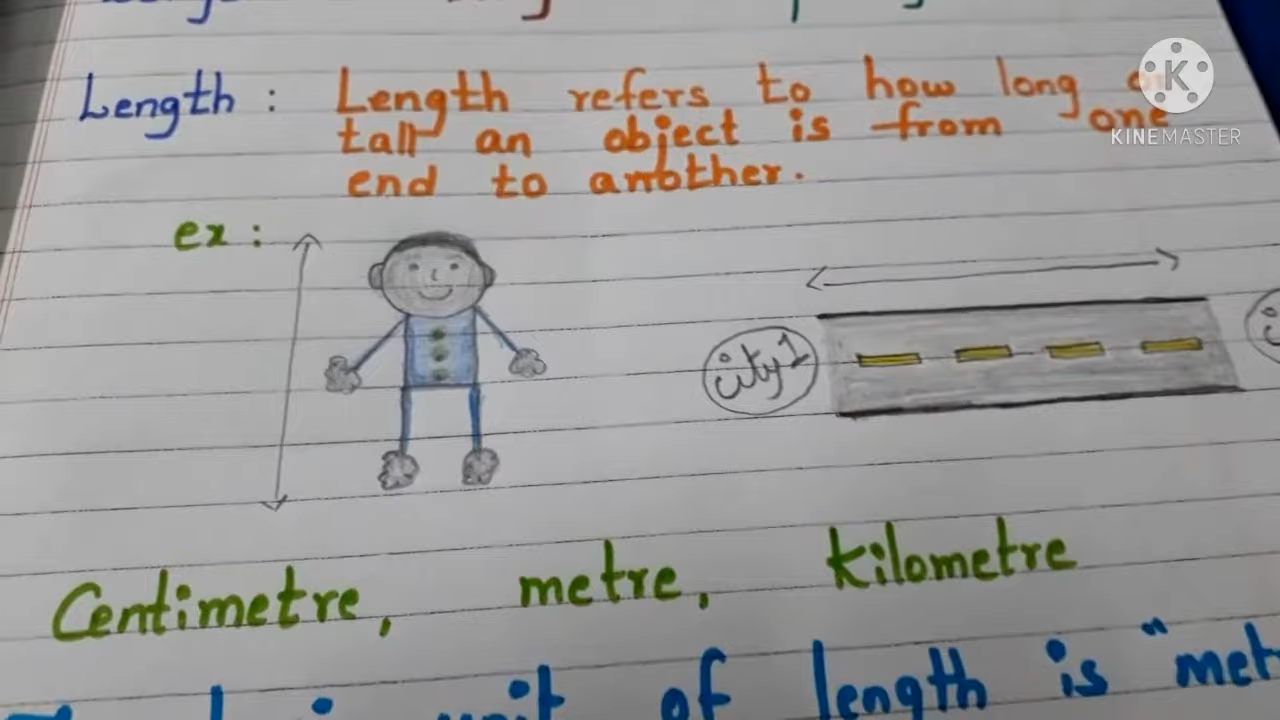 Length : Length refers to how long or
tall an object is from one
end to another.
ex :
city 1
Centimetre, metre, Kilometre
unit of length is "met
KINEMASTER